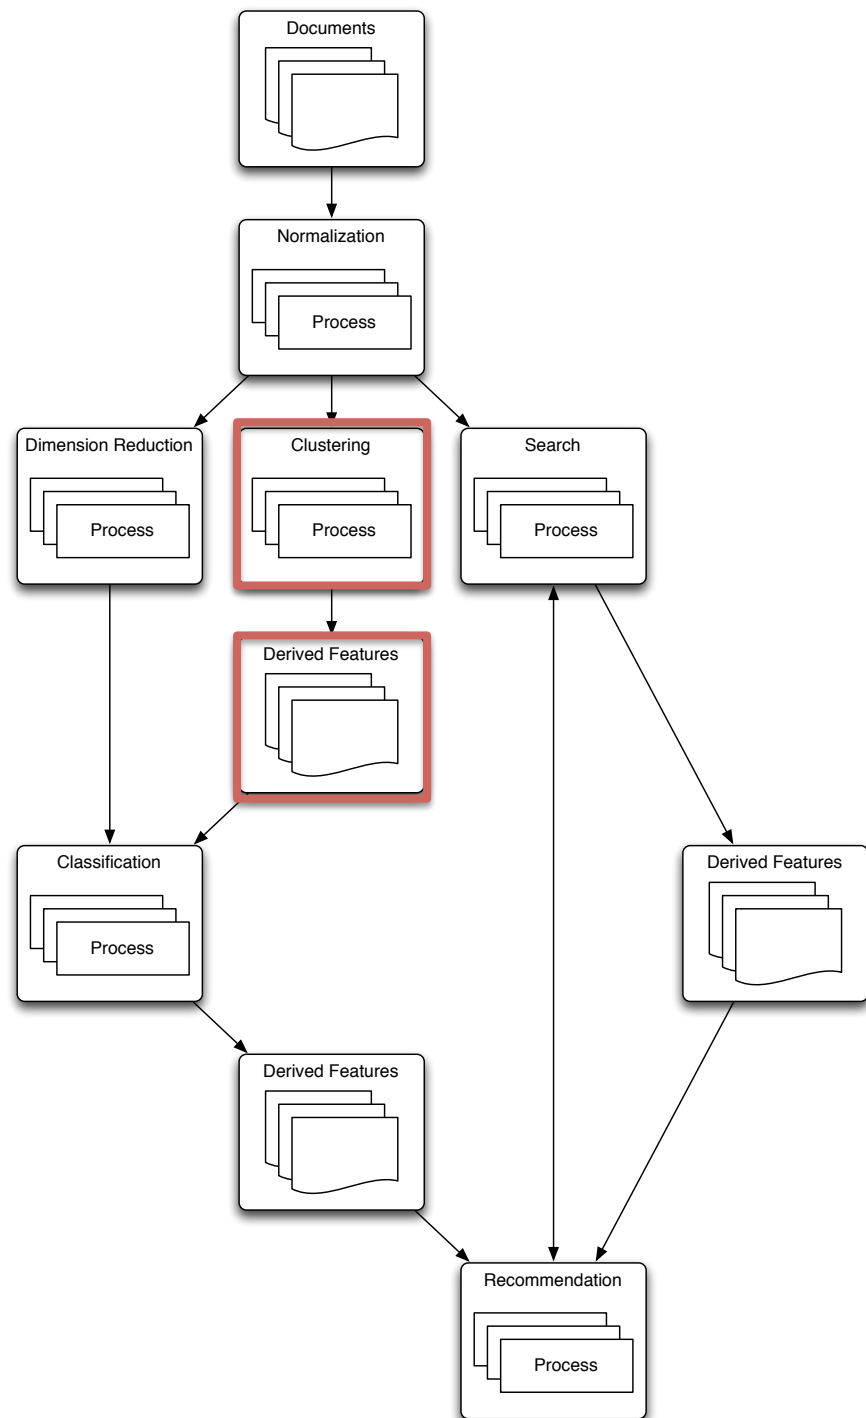 Documents
Normalization
Process
Dimension Reduction
Process
Clustering
Process
Search
Process
Derived Features
Classification
Process
Derived Features
Derived Features
Recommendation
Process